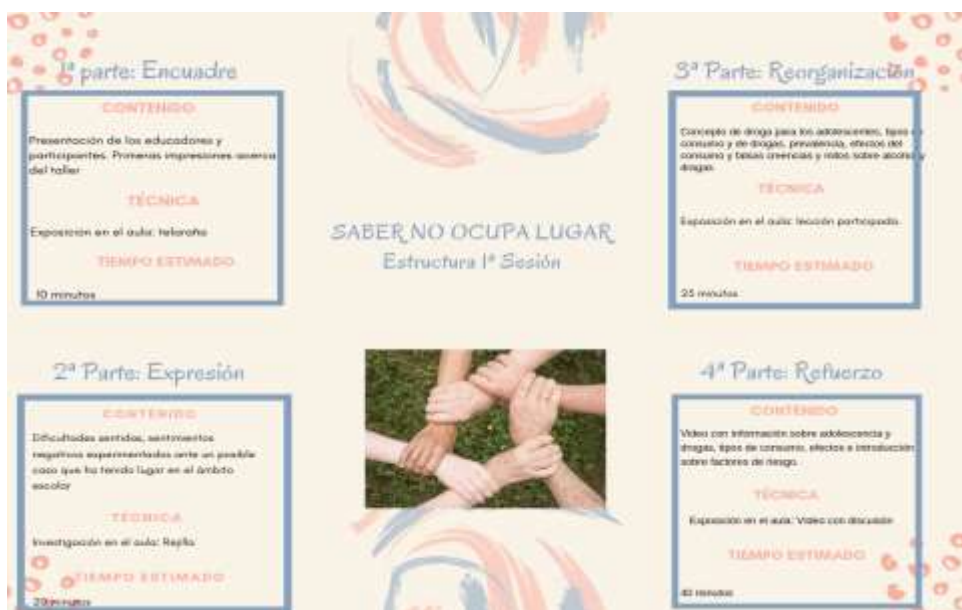 1ª parte: Encuadre
CONTENIDO
Presentación de los educadores y
participantes. Primeras impresiones acerca
del taller
TÉCNICA
Exposición en el aula: telaraña
TIEMPO ESTIMADO
10 minutos
2ª Parte: Expresión
CONTENIDO
Dificultades sentidas, sentimientos
negativos experimentados ante un posible
caso que ha tenido lugar en el ámbito
escolar
TÉCNICA
Investigación en el aula:
TIEMPO ESTIMADO
20 minutos
SABER NO OCUPA LUGAR
Estructura 1ª Sesión
3ª Parte: Reorganización
CONTENIDO
Concepto de droga para los adolescentes, tipos de
consumo y de drogas, prevalencia, efectos del
consumo y falsas creencias y mitos sobre alcohol y
drogas.
TÉCNICA
Exposición en el aula: lección participada.
TIEMPO ESTIMADO
25 minutos
4ª Parte: Refuerzo
CONTENIDO
Video con información sobre adolescencia y
drogas, tipos de consumo, efectos e introducción
sobre factores de riesgo.
TÉCNICA
Exposición en el aula: Video con discusión
TIEMPO ESTIMADO
minutos